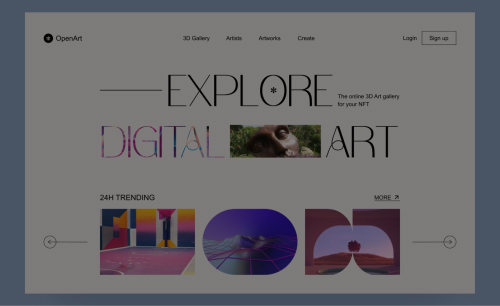 OpenArt
3D Gallery Artists Artworks Create
Login Sign up
EXPLORE
The online 3D Art gallery
for your NFT
DIGITAL ART
24H TRENDING
MORE